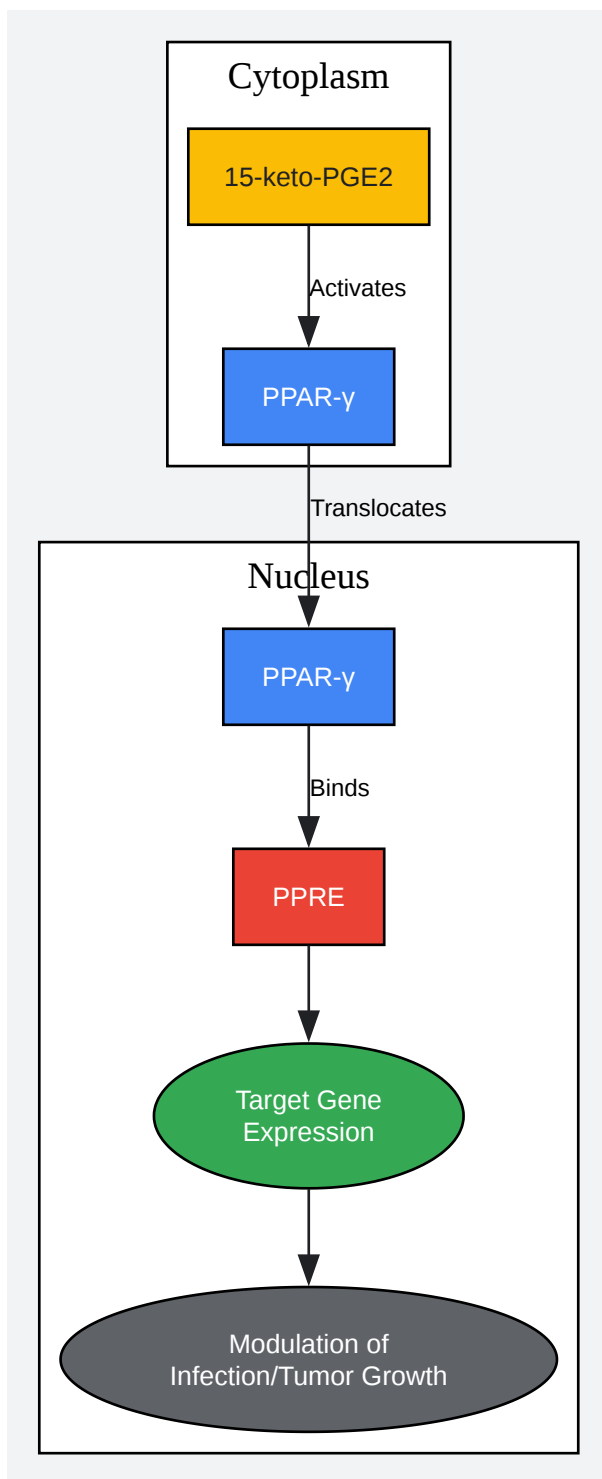 Cytoplasm
15-keto-PGE2
Activates
PPAR-γ
Translocates
Nucleus
PPAR-γ
Binds
PPRE
Target Gene
Expression
Modulation of
Infection/Tumor Growth